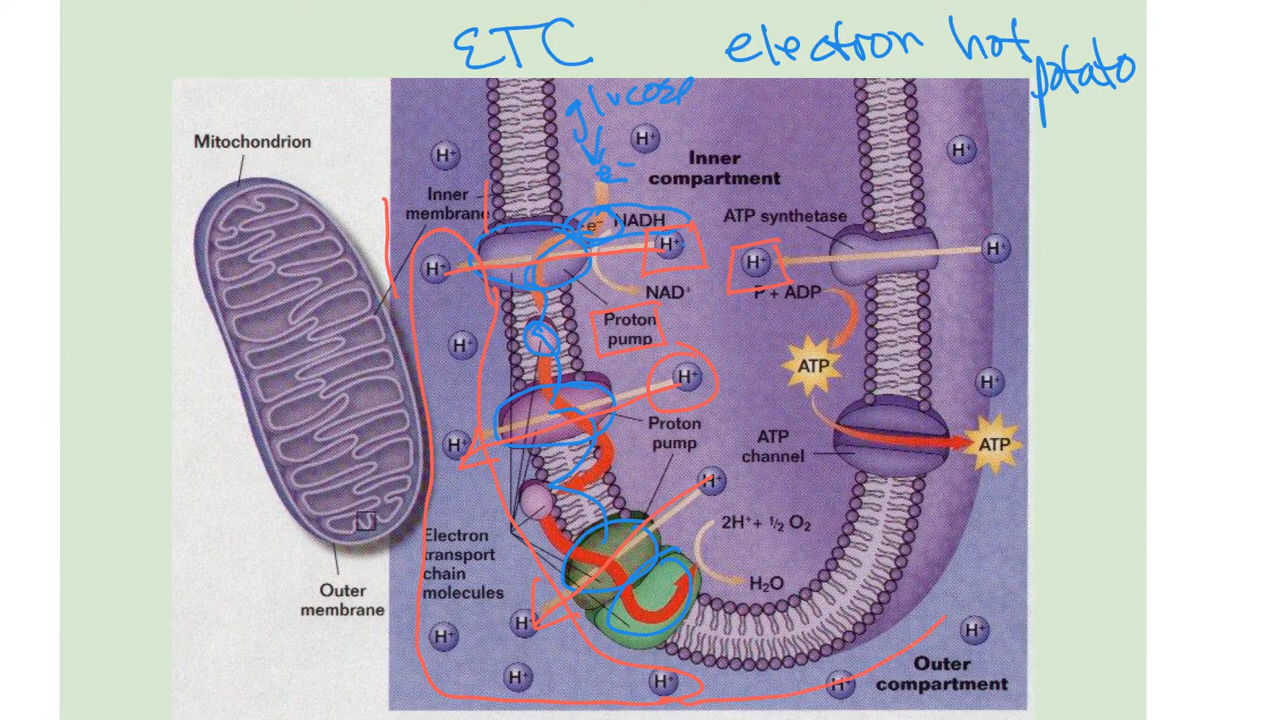 ETC
electron hot
potato
glucose
e-
H+
H+
H+
Inner
compartment
Mitochondrion
Inner
membrane
e-
NADH
ATP synthetase
H+
H+
H+
H+
NAD+
P + ADP
Proton
pump
H+
ATP
H+
H+
Proton
pump
H+
ATP
channel
ATP
H+
2H+ + ½ O2
Electron
transport
chain
molecules
H2O
Outer
membrane
H+
H+
H+
H+
H+
H+
Outer
compartment